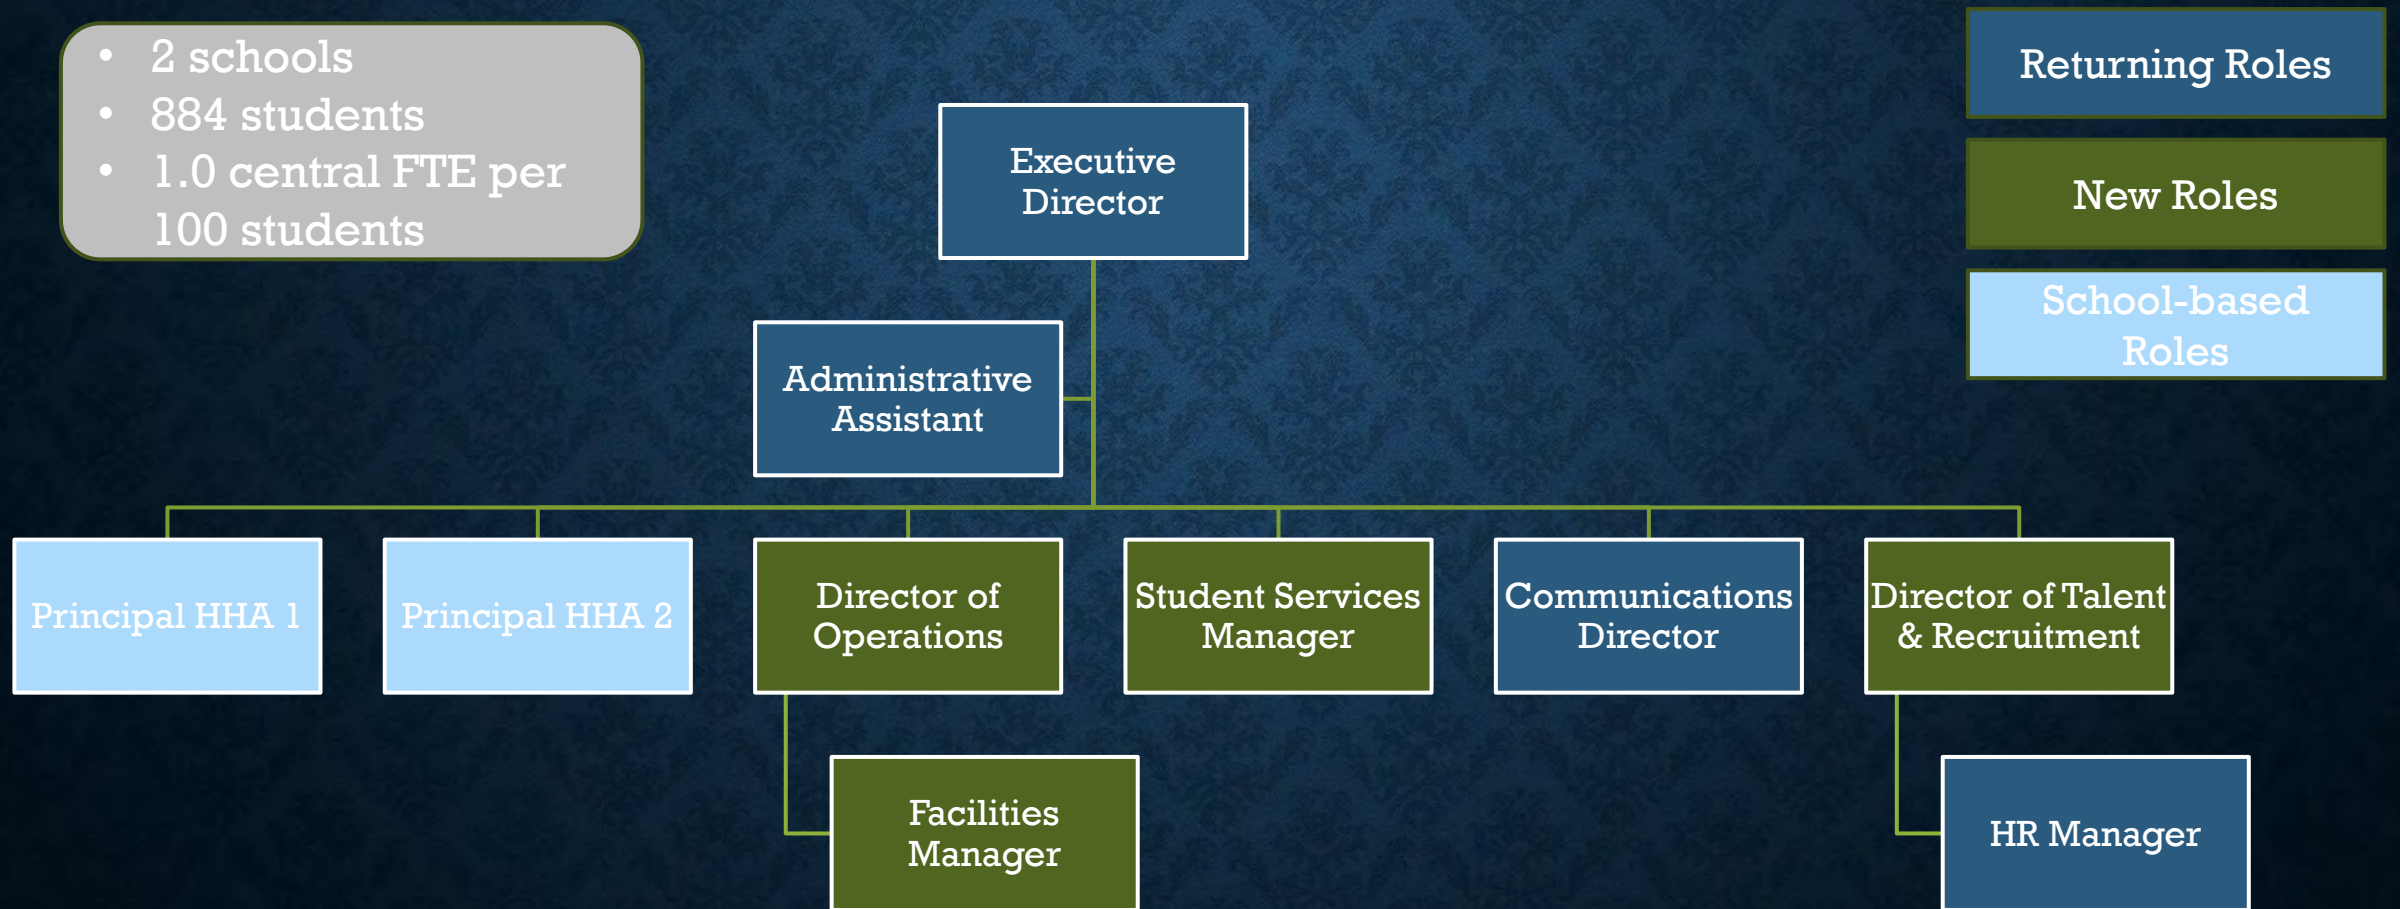 • 2 schools
• 884 students
• 1.0 central FTE per
100 students
Returning Roles
New Roles
School-based
Roles
Executive
Director
Administrative
Assistant
Principal HHA 1
Principal HHA 2
Director of
Operations
Student Services
Manager
Communications
Director
Director of Talent
& Recruitment
Facilities
Manager
HR Manager